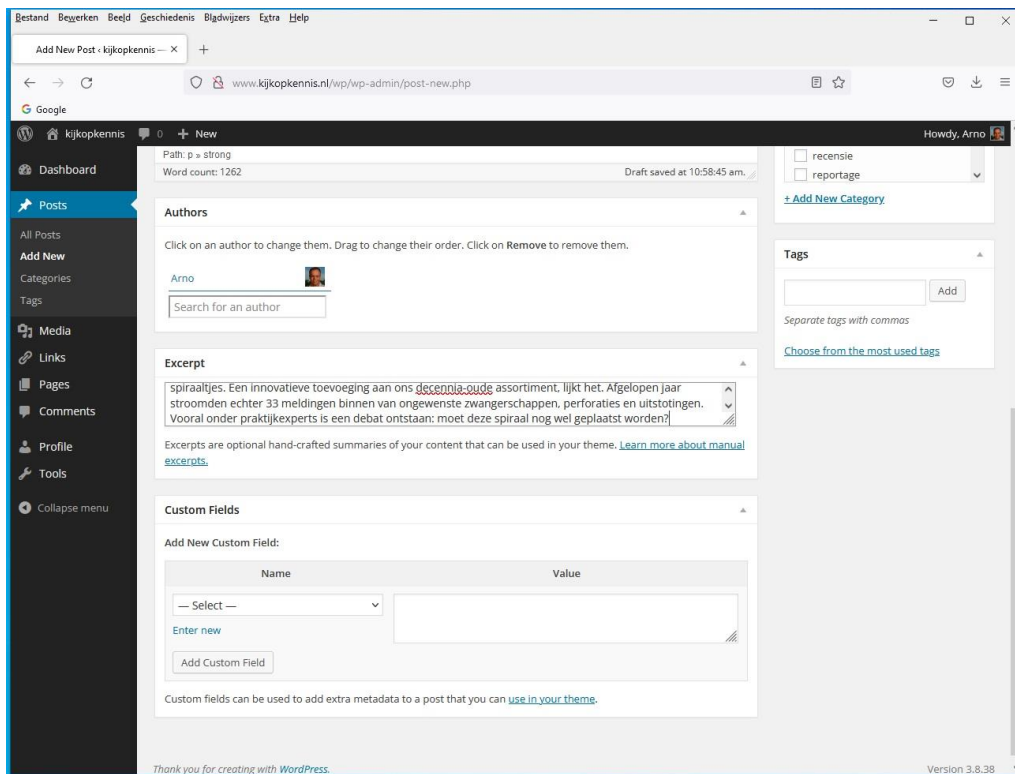 Bestand Bewerken Beeld Geschiedenis Bladwijzers Extra Help
Add New Post ‹ kijkopkennis —
www.kijkopkennis.nl/wp/wp-admin/post-new.php
Google
kijkopkennis 0 + New Howdy, Arno
Path: p » strong
Word count: 1262 Draft saved at 10:58:45 am.
recensie
reportage
+ Add New Category
Dashboard
Posts
All Posts
Add New
Categories
Tags
Media
Links
Pages
Comments
Profile
Tools
Collapse menu
Authors
Click on an author to change them. Drag to change their order. Click on Remove to remove them.
Arno
Search for an author
Tags
Add
Separate tags with commas
Choose from the most used tags
Excerpt
spiraaltjes. Een innovatieve toevoeging aan ons decennia-oude assortiment, lijkt het. Afgelopen jaar
stroomden echter 33 meldingen binnen van ongewenste zwangerschappen, perforaties en uitstotingen.
Vooral onder praktijkexperts is een debat ontstaan: moet deze spiraal nog wel geplaatst worden?
Excerpts are optional hand-crafted summaries of your content that can be used in your theme. Learn more about manual
excerpts.
Custom Fields
Add New Custom Field:
Name Value
— Select —
Enter new
Add Custom Field
Custom fields can be used to add extra metadata to a post that you can use in your theme.
Thank you for creating with WordPress. Version 3.8.38